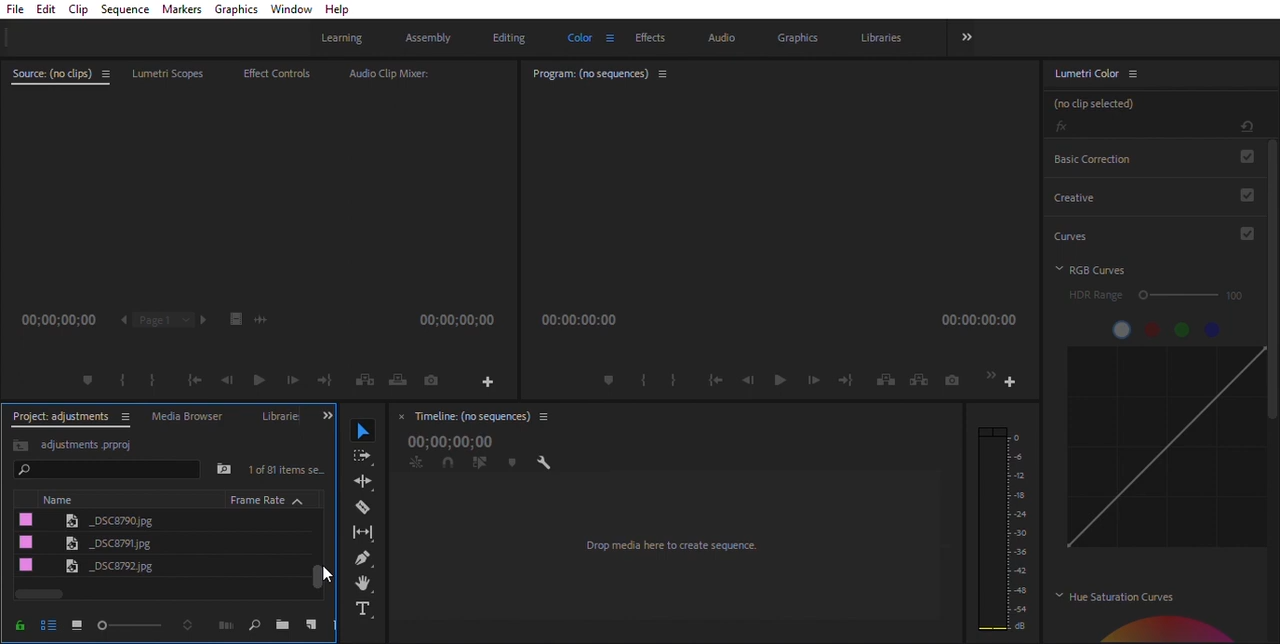 File Edit Clip Sequence Markers Graphics Window Help
Learning Assembly Editing Color Effects Audio Graphics Libraries
Source: (no clips) Lumetri Scopes Effect Controls Audio Clip Mixer:
Program: (no sequences)
Lumetri Color
(no clip selected)
fx
Basic Correction
Creative
Curves
RGB Curves
HDR Range 100
00;00;00;00 Page 1 00;00;00;00
00:00:00:00 00:00:00:00
Project: adjustments Media Browser Librarie
adjustments .prproj
1 of 81 items se...
Name Frame Rate
_DSC8790.jpg
_DSC8791.jpg
_DSC8792.jpg
T
× Timeline: (no sequences)
00;00;00;00
Drop media here to create sequence.
0
-6
-12
-18
-24
-30
-36
-42
-48
-54
dB
Hue Saturation Curves